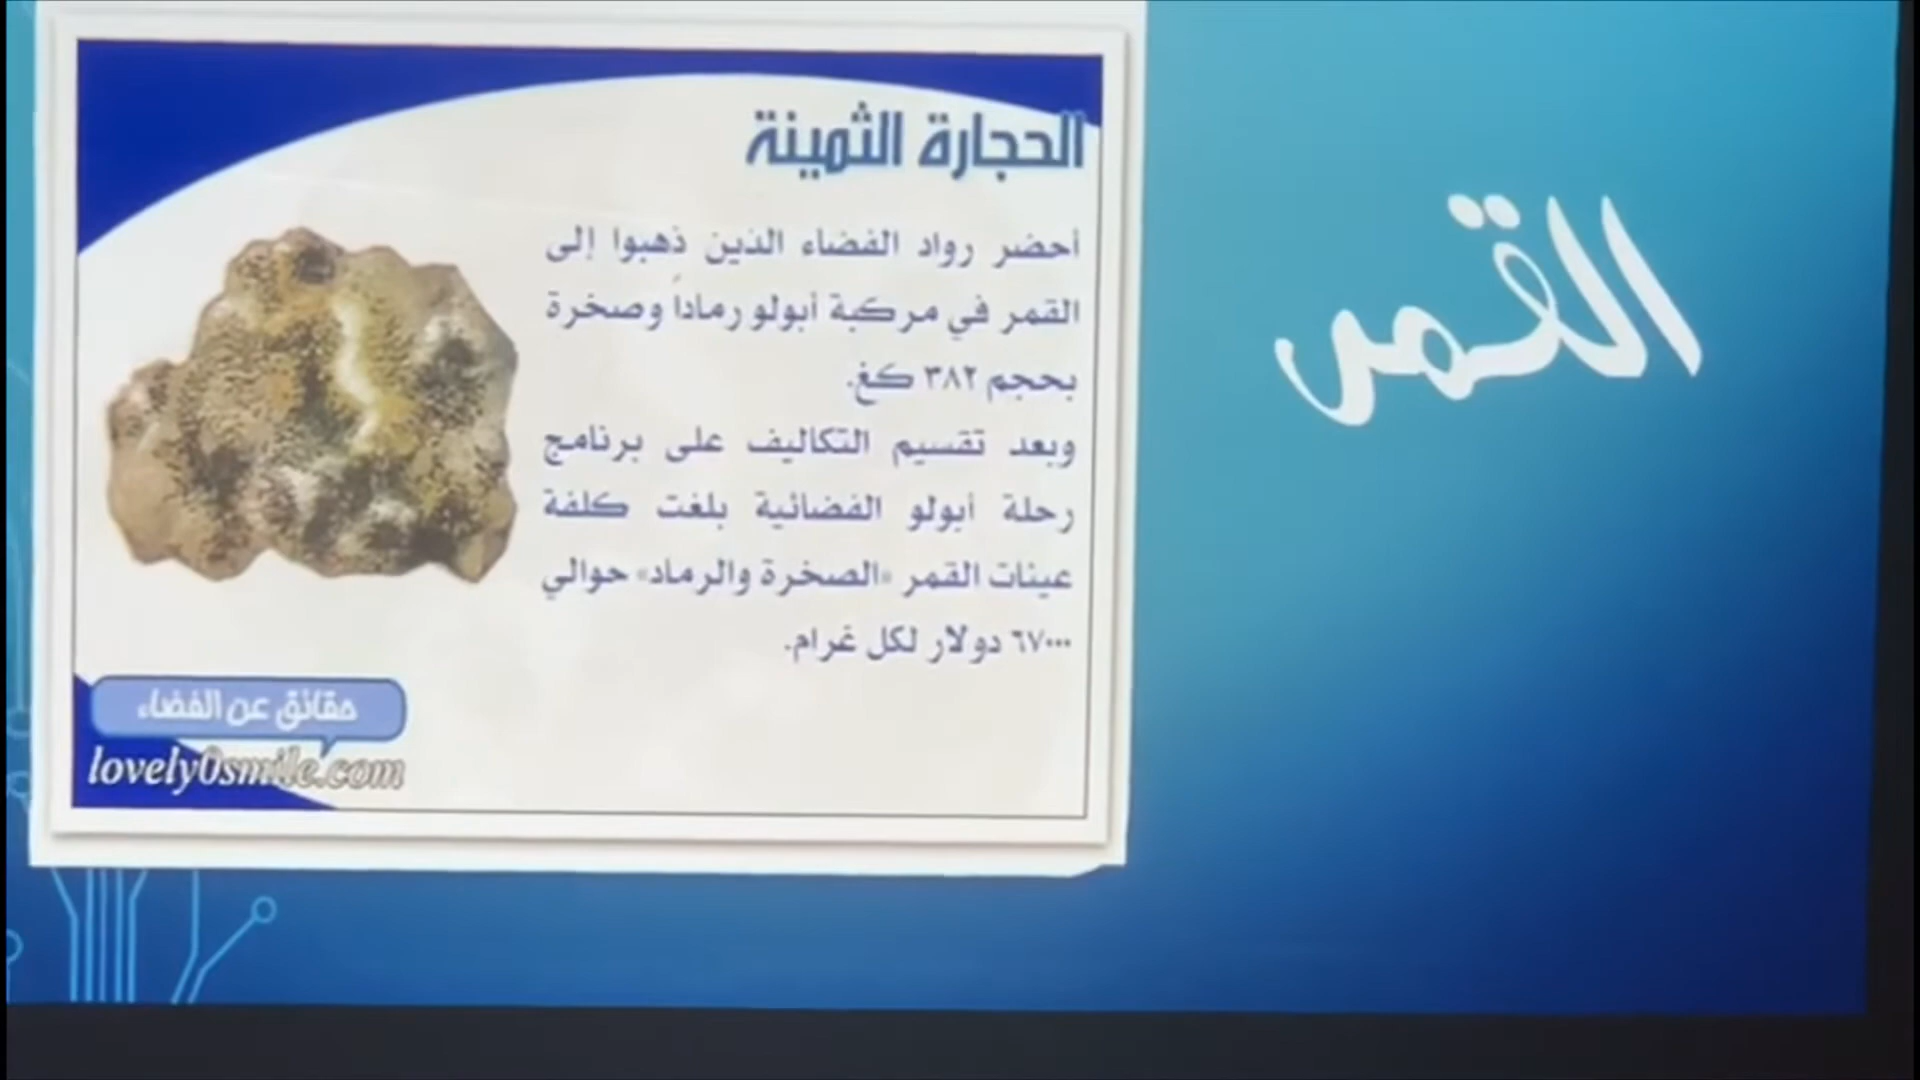 الحجارة الثمينة
أحضر رواد الفضاء الذين ذهبوا إلى
القمر في مركبة أبولو رماداً وصخرة
بحجم ٣٨٢ كغ.
وبعد تقسيم التكاليف على برنامج
رحلة أبولو الفضائية بلغت كلفة
عينات القمر «الصخرة والرماد» حوالي
٦٧٠٠٠ دولار لكل غرام.
حقائق عن الفضاء
lovely0smile.com
القمر